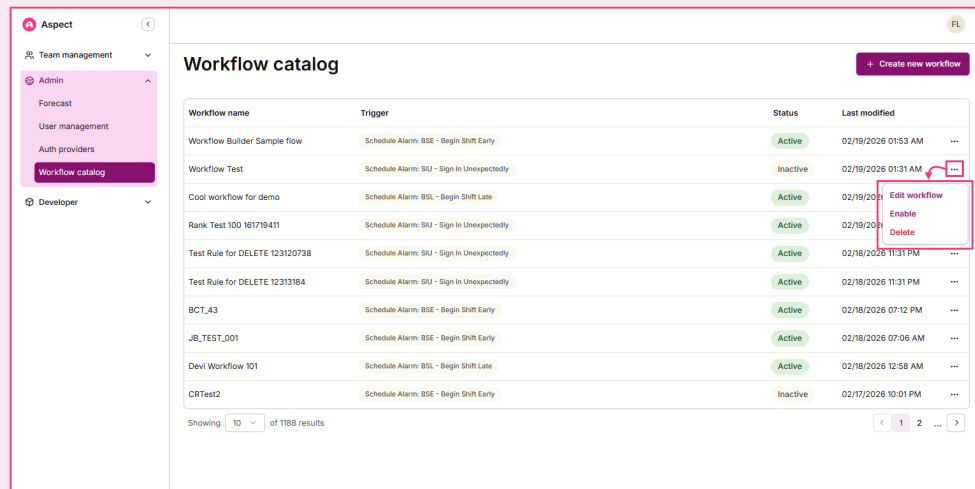 Aspect
FL
Team management
Admin
Forecast
User management
Auth providers
Workflow catalog
Developer
Workflow catalog
+ Create new workflow
Workflow name Trigger Status Last modified
Workflow Builder Sample flow Schedule Alarm: BSE - Begin Shift Early Active 02/19/2026 01:53 AM ...
Workflow Test Schedule Alarm: SIU - Sign In Unexpectedly Inactive 02/19/2026 01:31 AM ...
Cool workflow for demo Schedule Alarm: BSL - Begin Shift Late Active 02/19/202
Rank Test 100 161719411 Schedule Alarm: SIU - Sign In Unexpectedly Active 02/19/202
Edit workflow
Enable
Delete
Test Rule for DELETE 123120738 Schedule Alarm: SIU - Sign In Unexpectedly Active 02/18/2026 11:31 PM ...
Test Rule for DELETE 12313184 Schedule Alarm: SIU - Sign In Unexpectedly Active 02/18/2026 11:31 PM ...
BCT_43 Schedule Alarm: BSE - Begin Shift Early Active 02/18/2026 07:12 PM ...
JB_TEST_001 Schedule Alarm: BSE - Begin Shift Early Active 02/18/2026 07:06 AM ...
Devi Workflow 101 Schedule Alarm: BSL - Begin Shift Late Active 02/18/2026 12:58 AM ...
CRTest2 Schedule Alarm: BSE - Begin Shift Early Inactive 02/17/2026 10:01 PM ...
Showing 10 of 1188 results
1 2 ...